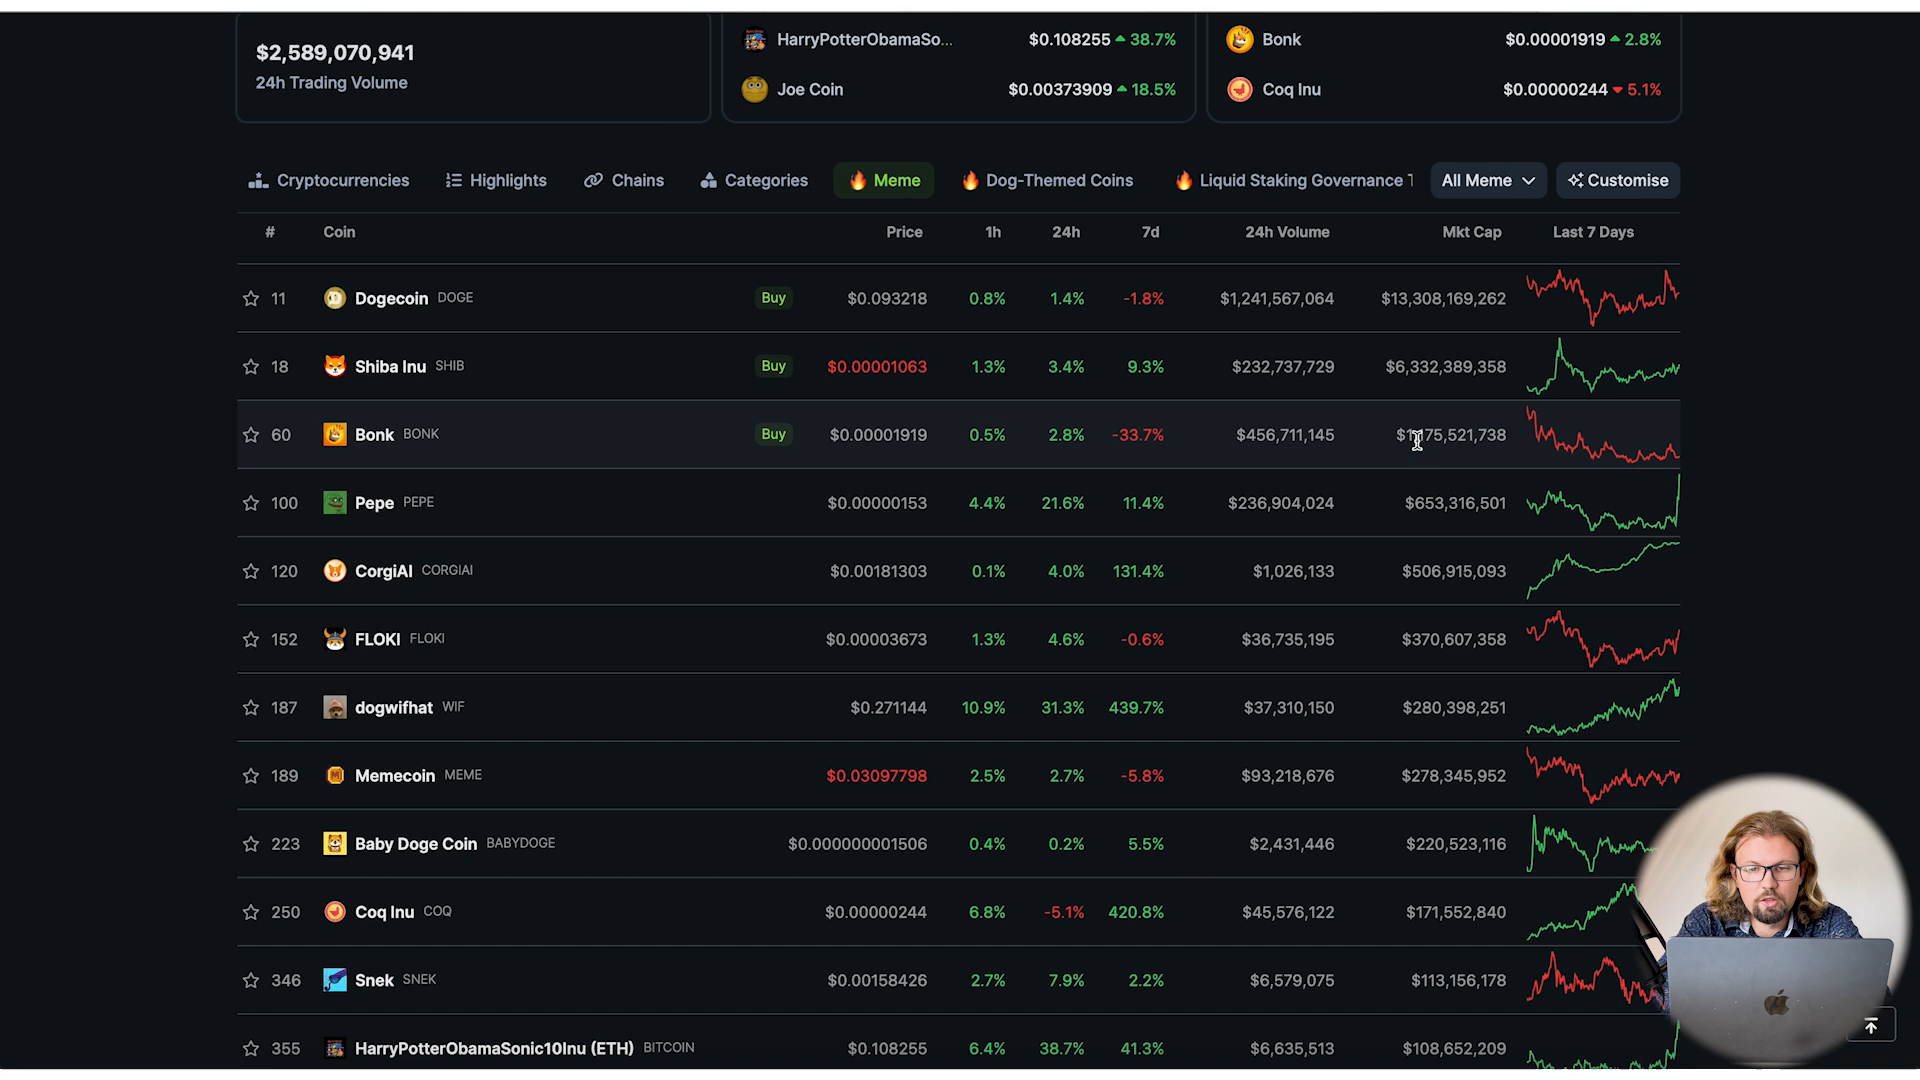 $2,589,070,941
24h Trading Volume
HarryPotterObamaSo... $0.108255 38.7%
Joe Coin $0.00373909 18.5%
Bonk $0.00001919 2.8%
Coq Inu $0.00000244 5.1%
Cryptocurrencies Highlights Chains Categories Meme Dog-Themed Coins Liquid Staking Governance All Meme Customise
# Coin Price 1h 24h 7d 24h Volume Mkt Cap Last 7 Days
11 Dogecoin DOGE Buy $0.093218 0.8% 1.4% -1.8% $1,241,567,064 $13,308,169,262
18 Shiba Inu SHIB Buy $0.00001063 1.3% 3.4% 9.3% $232,737,729 $6,332,389,358
60 Bonk BONK Buy $0.00001919 0.5% 2.8% -33.7% $456,711,145
100 Pepe PEPE $0.00000153 4.4% 21.6% 11.4% $236,904,024 $653,316,501
120 CorgiAI CORGIAI $0.00181303 0.1% 4.0% 131.4% $1,026,133 $506,915,093
152 FLOKI FLOKI $0.00003673 1.3% 4.6% -0.6% $36,735,195 $370,607,358
187 dogwifhat WIF $0.271144 10.9% 31.3% 439.7% $37,310,150 $280,398,251
189 Memecoin MEME $0.03097798 2.5% 2.7% -5.8% $93,218,676 $278,345,952
223 Baby Doge Coin BABYDOGE $0.000000001506 0.4% 0.2% 5.5% $2,431,446 $220,523,116
250 Coq Inu COQ $0.00000244 6.8% -5.1% 420.8% $45,576,122 $171,552,840
346 Snek SNEK $0.00158426 2.7% 7.9% 2.2% $6,579,075 $113,156,178
355 HarryPotterObamaSonic10Inu (ETH) BITCOIN $0.108255 6.4% 38.7% 41.3% $6,635,513 $108,652,209